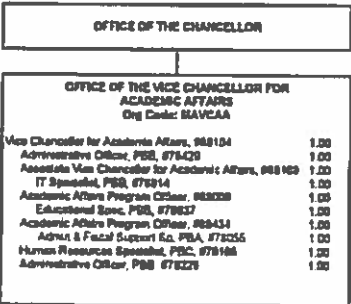 OFFICE OF THE CHANCELLOR
OFFICE OF THE VICE CHANCELLOR FOR
ACADEMIC AFFAIRS
Org Code: MAVCAA
Vice Chancellor for Academic Affairs, 1.00
Administrative Officer, PBB, 1.00
Associate Vice Chancellor for Academic Affairs, 1.00
IT Specialist, PBB, 1.00
Academic Affairs Program Officer, 1.00
Educational Spec, PBB, 1.00
Academic Affairs Program Officer, 1.00
Admin & Fiscal Support Sp, PBA, 1.00
Human Resources Specialist, PBC, 1.00
Administrative Officer, PBB 1.00